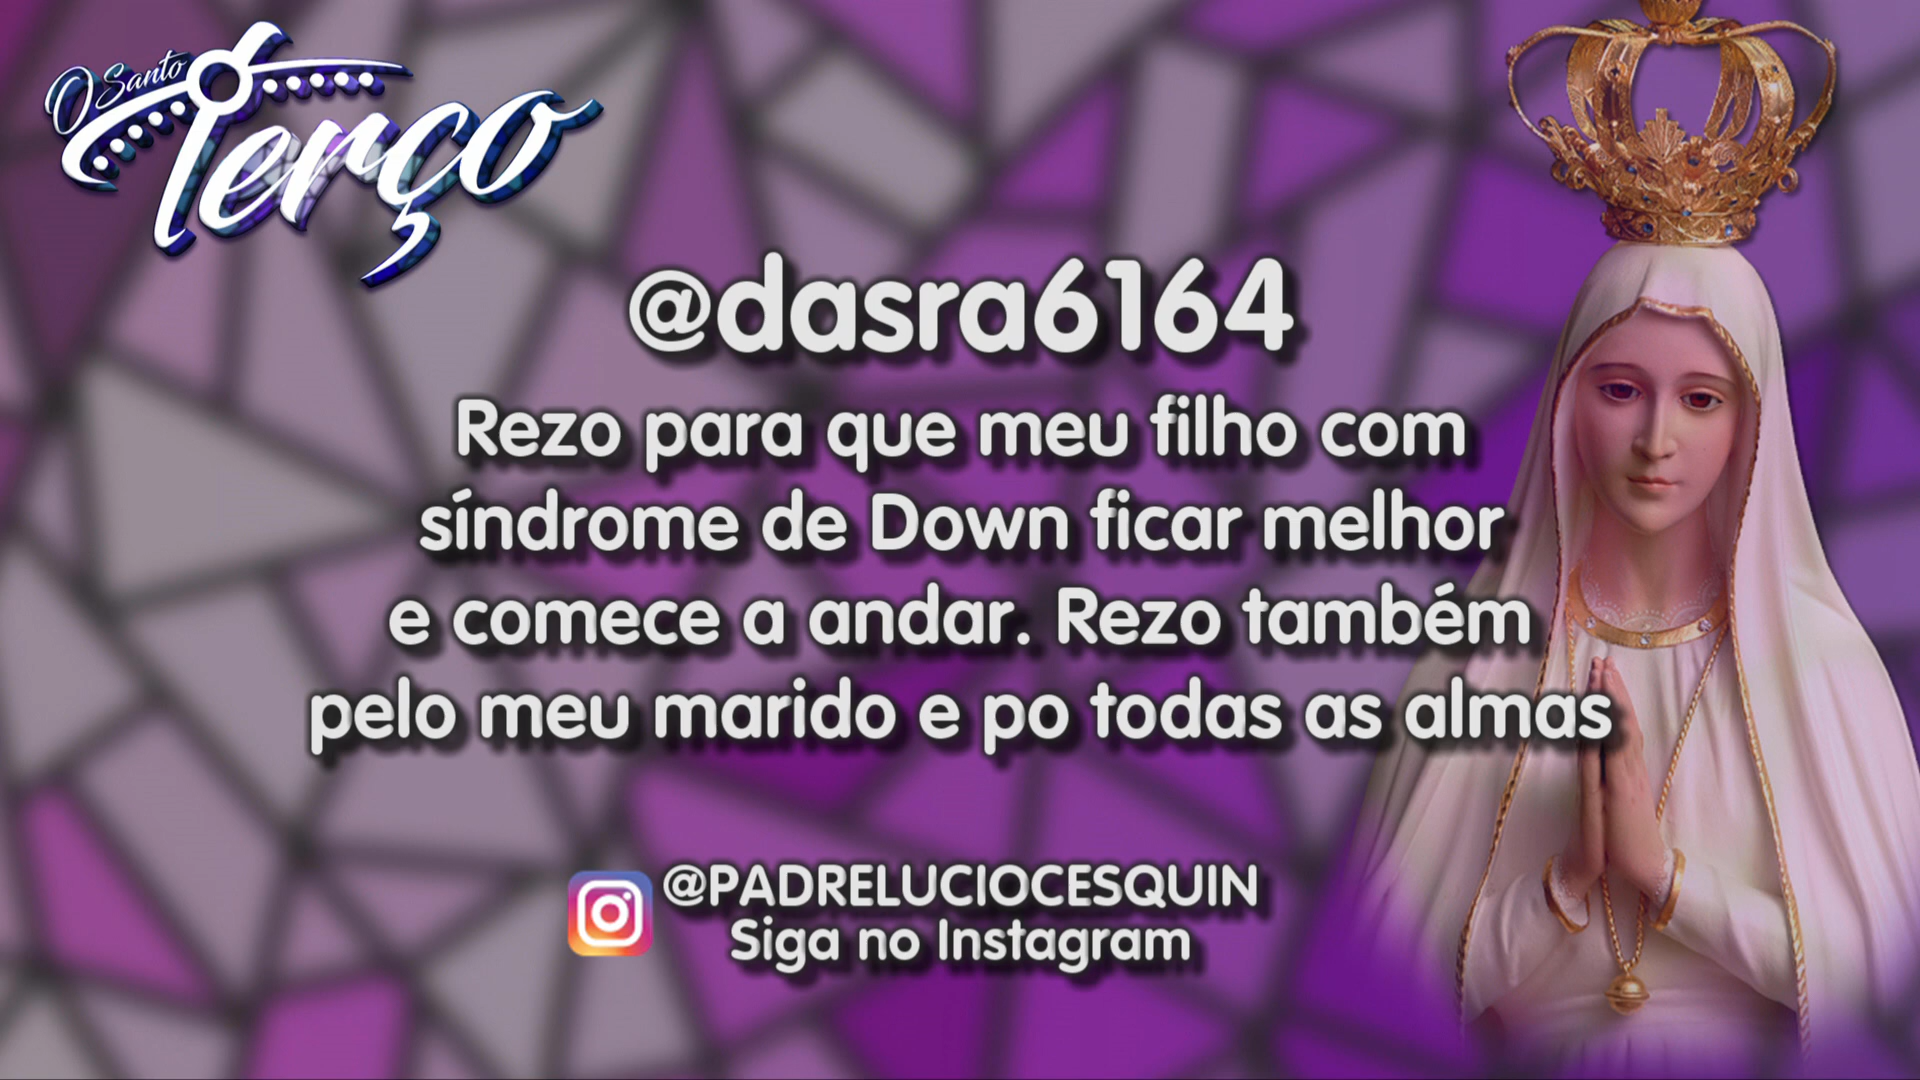 O Santo
Terço
@dasra6164
Rezo para que meu filho com
síndrome de Down ficar melhor
e comece a andar. Rezo também
pelo meu marido e po todas as almas
@PADRELUCIOCESQUIN
Siga no Instagram